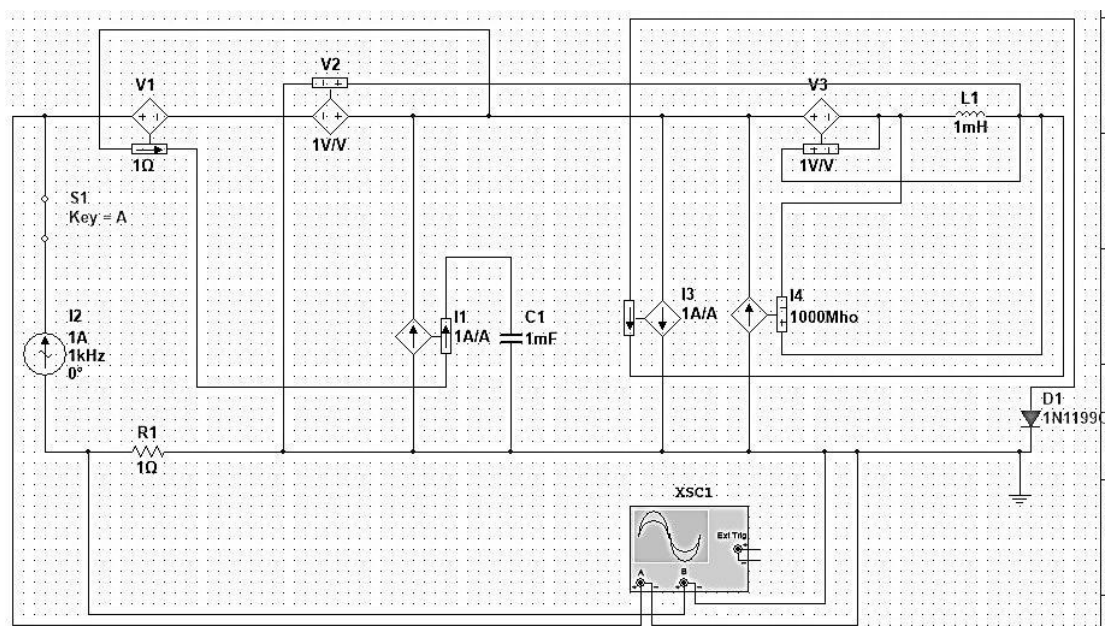 V2
V1
V3
L1
1mH
1V/V
1Ω
1V/V
S1
Key = A
I2
1A
1kHz
0°
I1
1A/A
C1
1mF
I3
1A/A
I4
1000Mho
D1
1N1199C
R1
1Ω
XSC1
Ext Trig
A
B